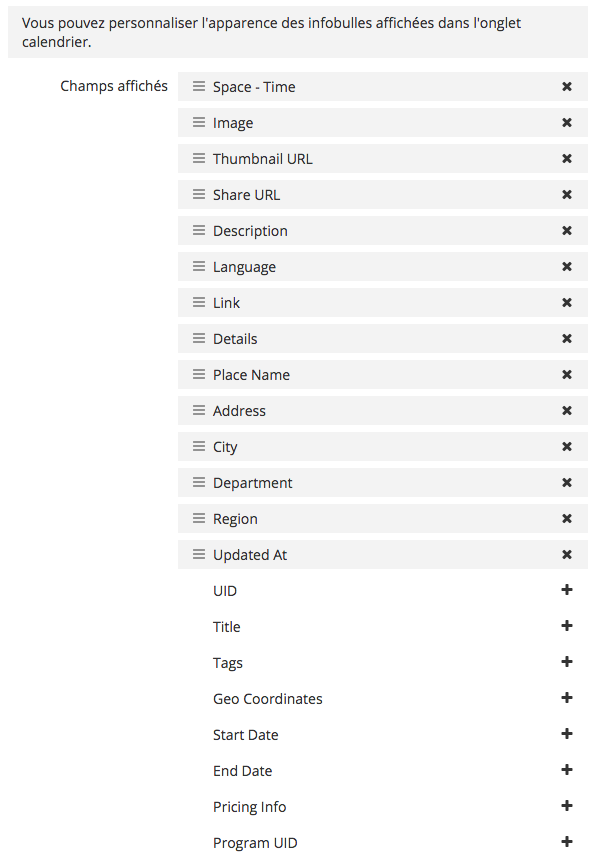 Vous pouvez personnaliser l'apparence des infobulles affichées dans l'onglet
calendrier.
Champs affichés
Space - Time
Image
Thumbnail URL
Share URL
Description
Language
Link
Details
Place Name
Address
City
Department
Region
Updated At
UID
Title
Tags
Geo Coordinates
Start Date
End Date
Pricing Info
Program UID